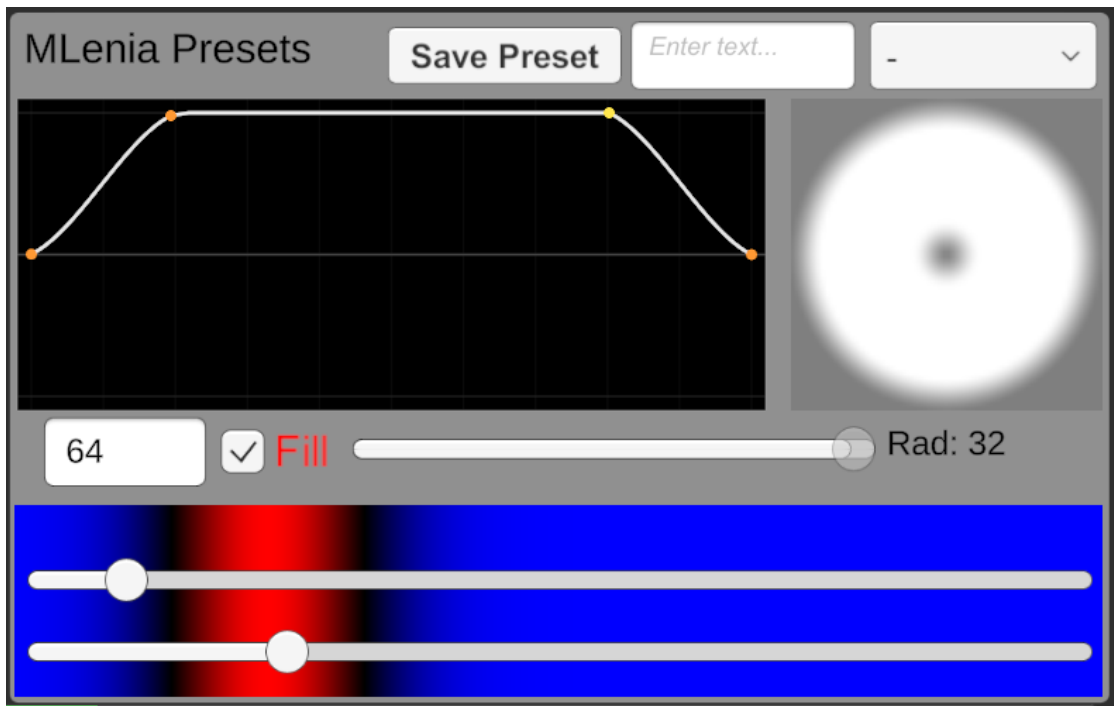 MLenia Presets
Save Preset
Enter text...
-
64
Fill
Rad: 32